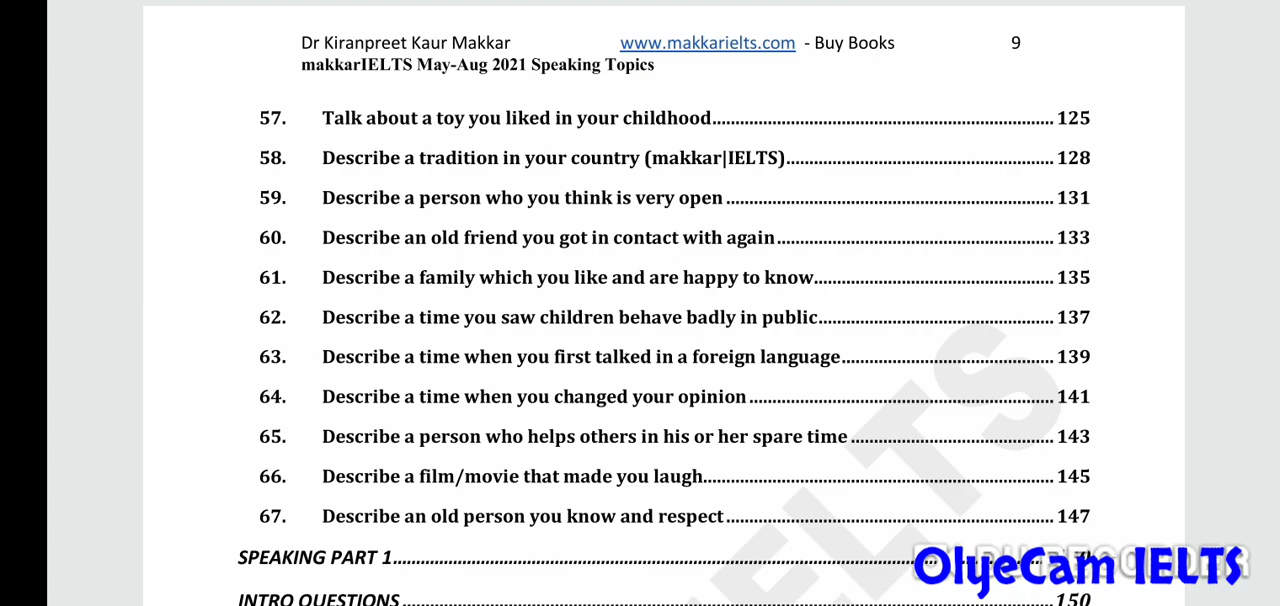 Dr Kiranpreet Kaur Makkar www.makkarielts.com - Buy Books 9
makkarIELTS May-Aug 2021 Speaking Topics
57. Talk about a toy you liked in your childhood.......... 125
58. Describe a tradition in your country (makkar|IELTS).......... 128
59. Describe a person who you think is very open .......... 131
60. Describe an old friend you got in contact with again.......... 133
61. Describe a family which you like and are happy to know.......... 135
62. Describe a time you saw children behave badly in public.......... 137
63. Describe a time when you first talked in a foreign language.......... 139
64. Describe a time when you changed your opinion .......... 141
65. Describe a person who helps others in his or her spare time .......... 143
66. Describe a film/movie that made you laugh.......... 145
67. Describe an old person you know and respect .......... 147
SPEAKING PART 1..........
OlyeCam IELTS
INTRO QUESTIONS .......... 150